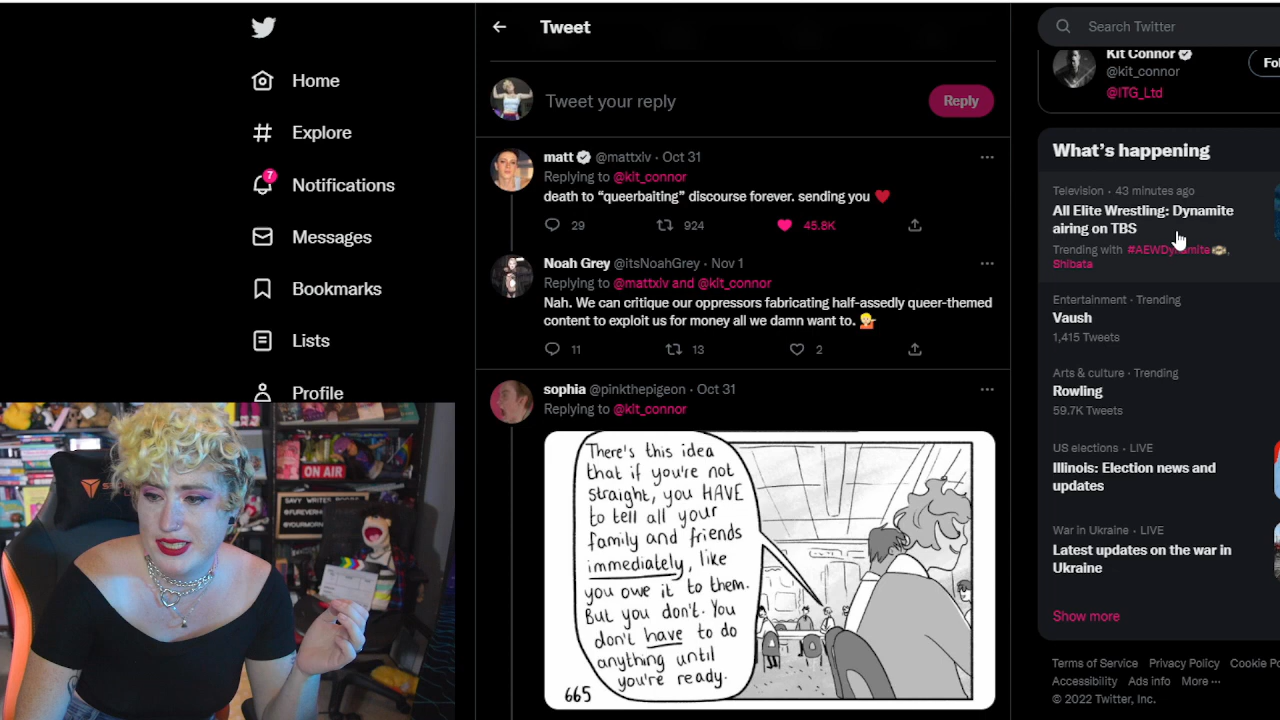 Home
Explore
7
Notifications
Messages
Bookmarks
Lists
Profile
ON AIR
Tweet
Tweet your reply
Reply
matt @mattxiv · Oct 31
Replying to @kit_connor
death to “queerbaiting” discourse forever. sending you ♥
29 924 45.8K
Noah Grey @itsNoahGrey · Nov 1
Replying to @mattxiv and @kit_connor
Nah. We can critique our oppressors fabricating half-assedly queer-themed
content to exploit us for money all we damn want to. 💁
11 13 2
sophia @pinkthepigeon · Oct 31
Replying to @kit_connor
There's this idea
that if you're not
straight, you HAVE
to tell all your
family and friends
immediately, like
you owe it to them.
But you don't. You
don't have to do
anything until
you're ready.
665
Search Twitter
Kit Connor
@kit_connor
@ITG_Ltd
Fo
What's happening
Television · 43 minutes ago
All Elite Wrestling: Dynamite
airing on TBS
Trending with #AEWDynamite,
Shibata
Entertainment · Trending
Vaush
1,415 Tweets
Arts & culture · Trending
Rowling
59.7K Tweets
US elections · LIVE
Illinois: Election news and
updates
War in Ukraine · LIVE
Latest updates on the war in
Ukraine
Show more
Terms of Service Privacy Policy Cookie Po
Accessibility Ads info More ···
© 2022 Twitter, Inc.